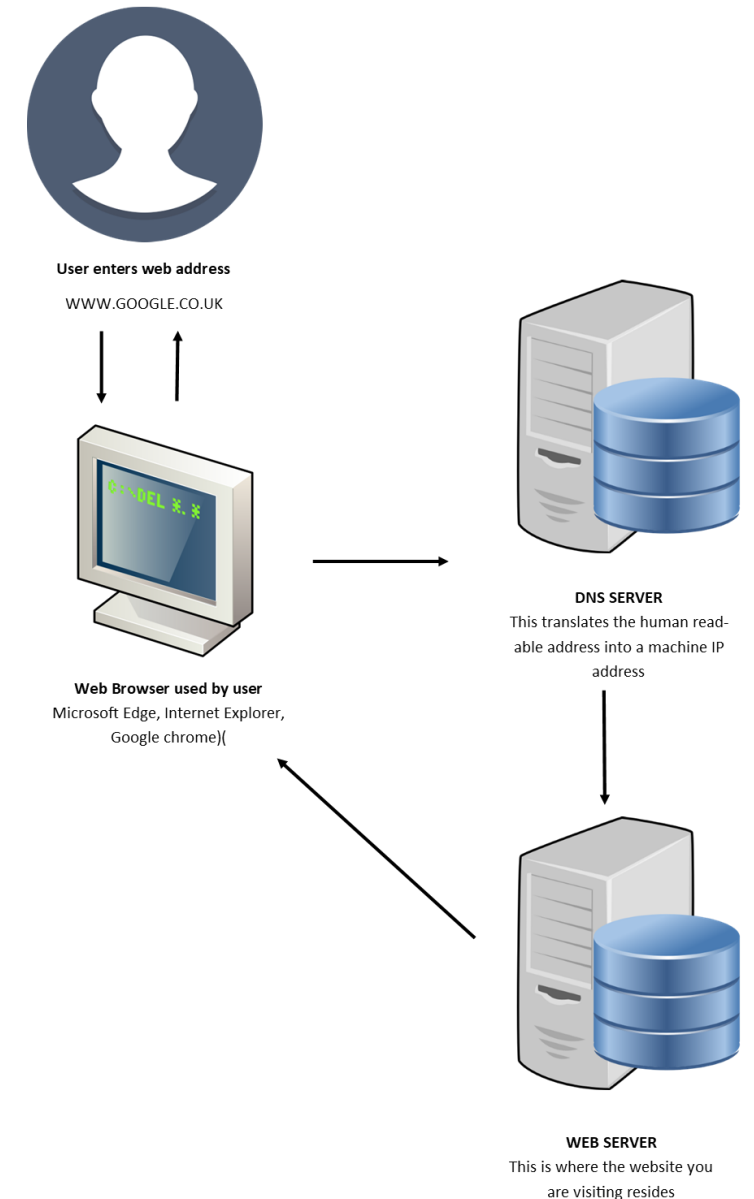 User enters web address
WWW.GOOGLE.CO.UK
C:\DEL *.*
DNS SERVER
This translates the human read-
able address into a machine IP
address
Web Browser used by user
Microsoft Edge, Internet Explorer,
Google chrome)(
WEB SERVER
This is where the website you
are visiting resides